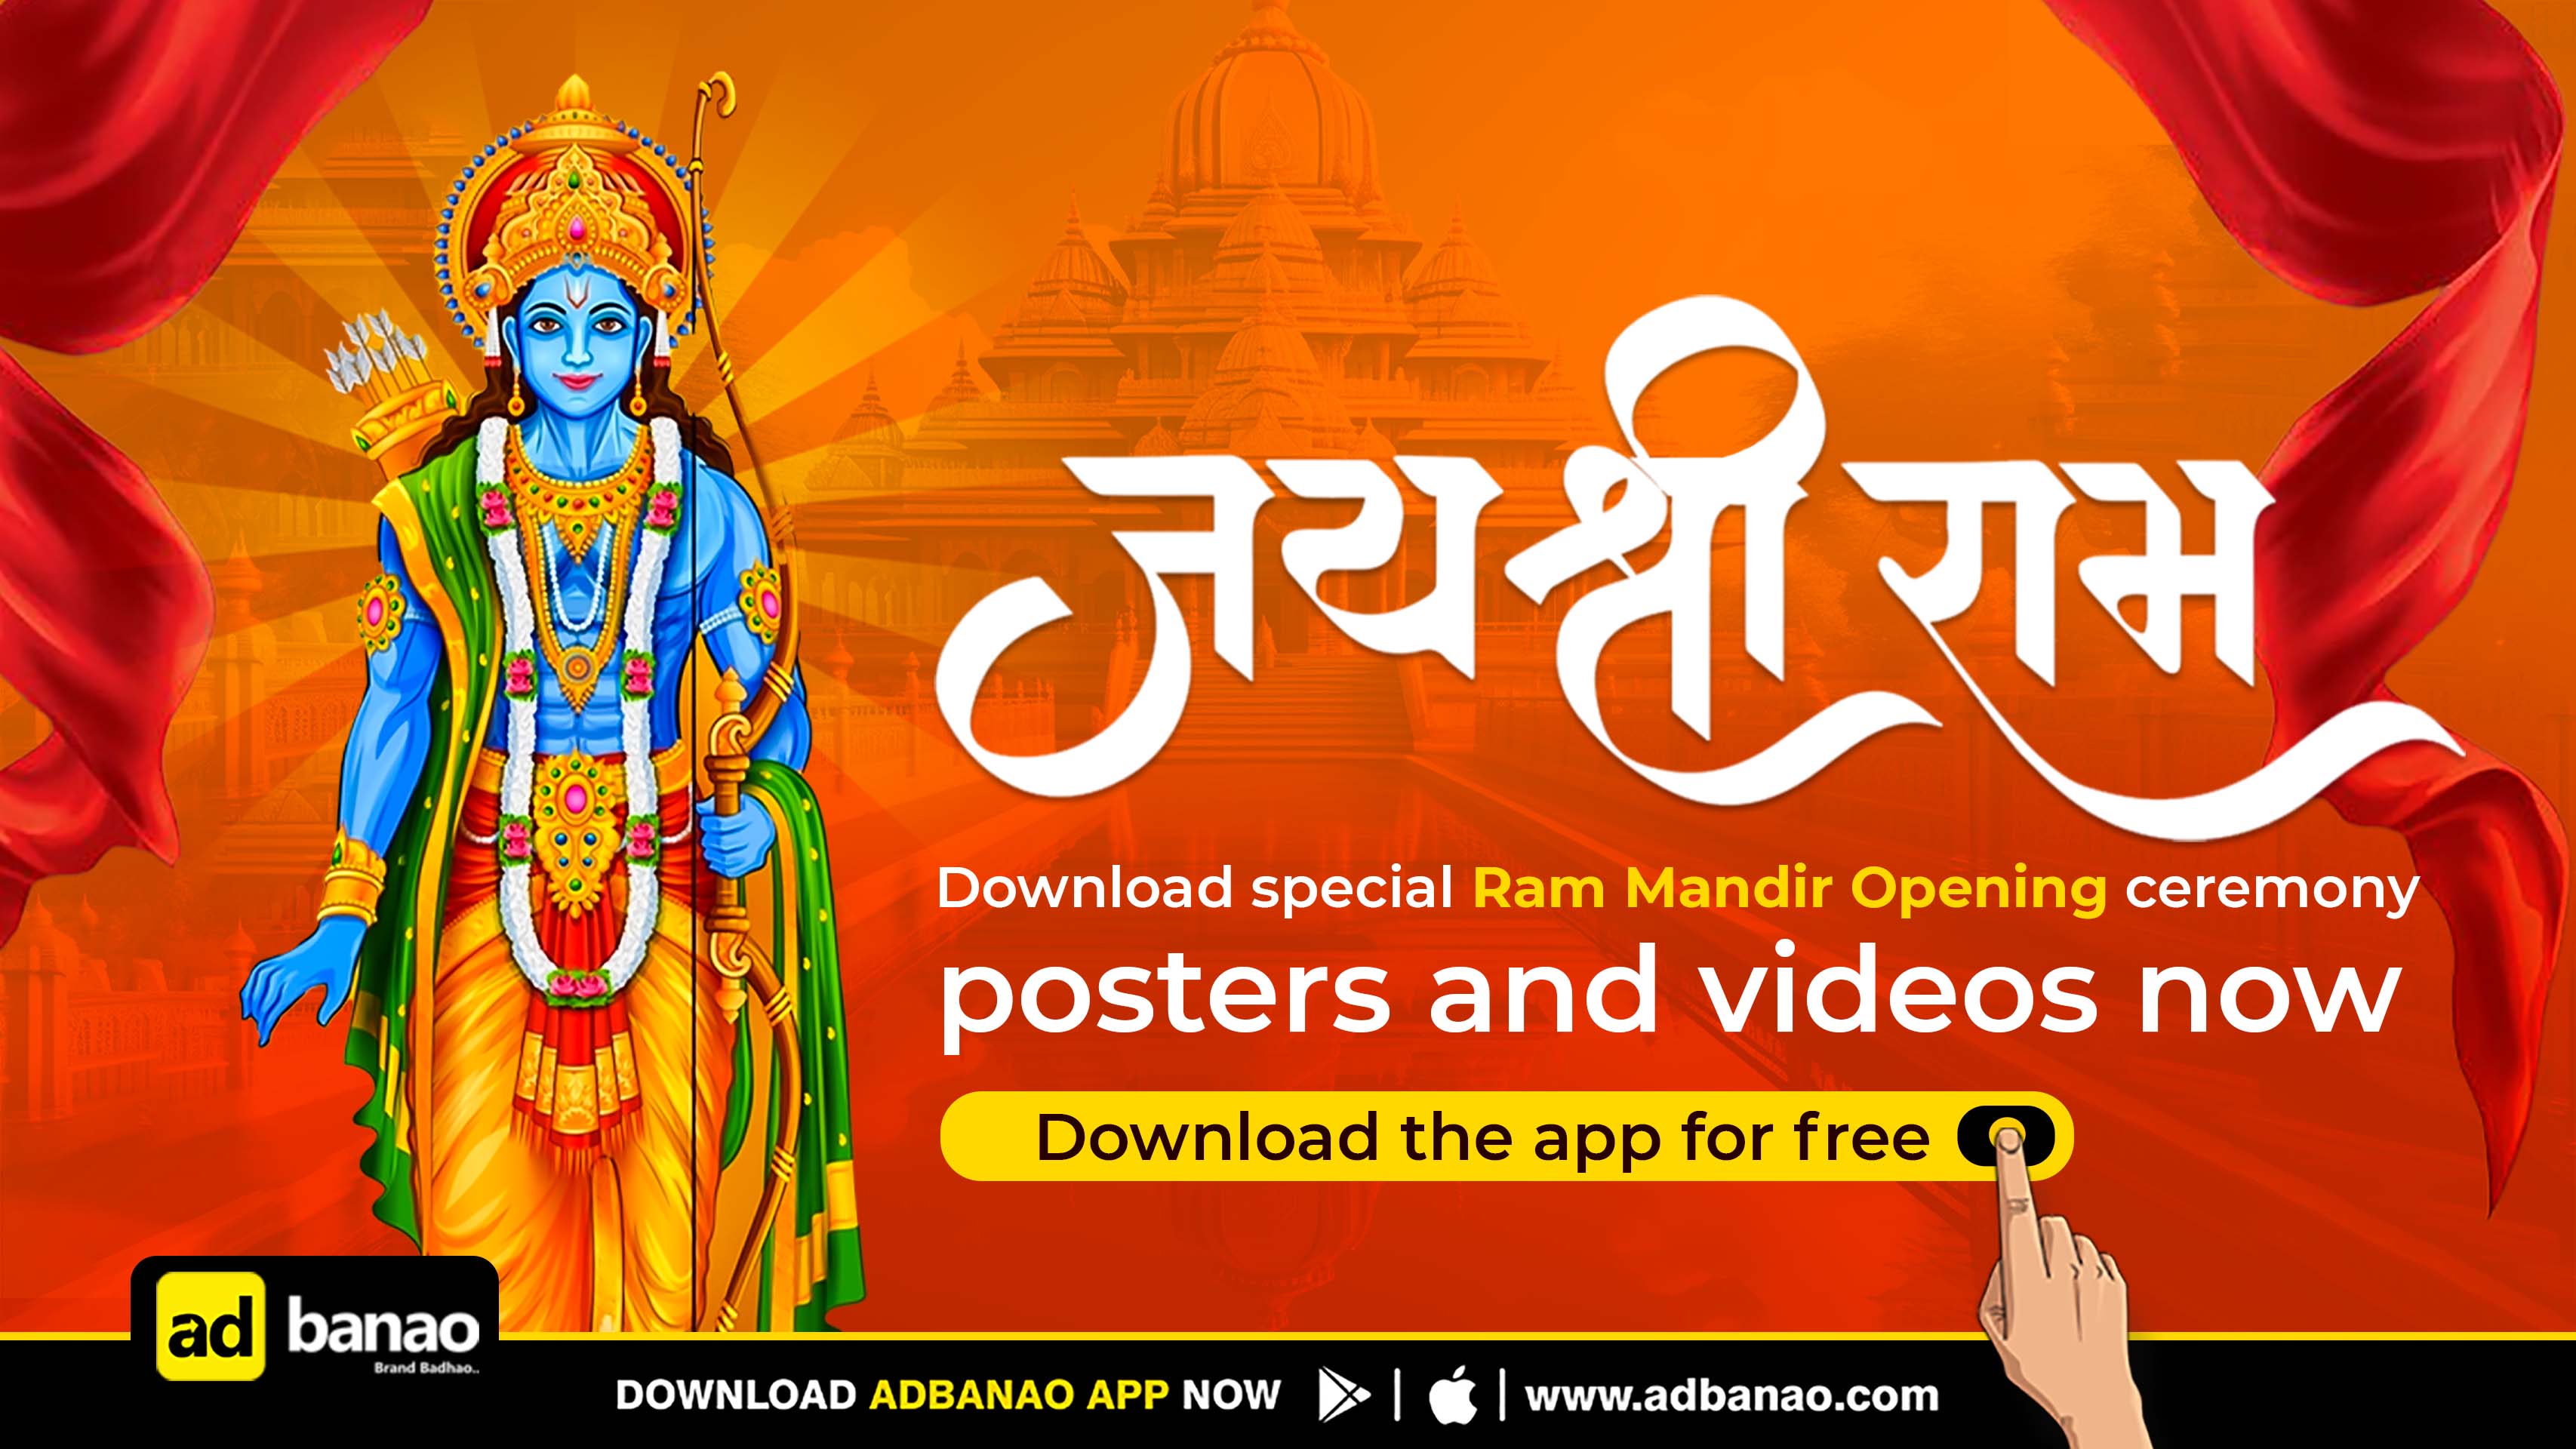 जय श्री राम
Download special Ram Mandir Opening ceremony
posters and videos now
Download the app for free
ad banao
Brand Badhao..
DOWNLOAD ADBANAO APP NOW | | www.adbanao.com